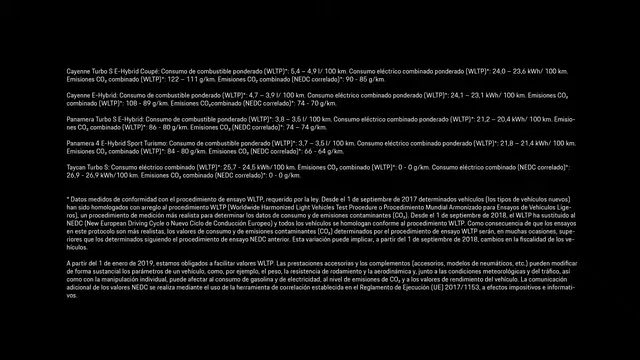 Cayenne Turbo S E-Hybrid Coupé: Consumo de combustible ponderado (WLTP)*: 5,4 – 4,9 l/ 100 km. Consumo eléctrico combinado ponderado (WLTP)*: 24,0 – 23,6 kWh/ 100 km.
Emisiones CO₂ combinado (WLTP)*: 122 – 111 g/km. Emisiones CO₂ combinado (NEDC correlado)*: 90 - 85 g/km.
Cayenne E-Hybrid: Consumo de combustible ponderado (WLTP)*: 4,7 – 3,9 l/ 100 km. Consumo eléctrico combinado ponderado (WLTP)*: 24,1 – 23,1 kWh/ 100 km. Emisiones CO₂
combinado (WLTP)*: 108 - 89 g/km. Emisiones CO₂combinado (NEDC correlado)*: 74 - 70 g/km.
Panamera Turbo S E-Hybrid: Consumo de combustible ponderado (WLTP)*: 3,8 – 3,5 l/ 100 km. Consumo eléctrico combinado ponderado (WLTP)*: 21,2 – 20,4 kWh/ 100 km. Emisio-
nes CO₂ combinado (WLTP)*: 86 - 80 g/km. Emisiones CO₂ combinado (NEDC correlado)*: 74 – 74 g/km.
Panamera 4 E-Hybrid Sport Turismo: Consumo de combustible ponderado (WLTP)*: 3,7 – 3,5 l/ 100 km. Consumo eléctrico combinado ponderado (WLTP)*: 21,8 – 21,4 kWh/ 100 km.
Emisiones CO₂ combinado (WLTP)*: 84 – 80 g/km. Emisiones CO₂ combinado (NEDC correlado)*: 66 - 64 g/km.
Taycan Turbo S: Consumo eléctrico combinado (WLTP)*: 25,7 - 24,5 kWh/100 km. Emisiones CO₂ combinado (WLTP)*: 0 - 0 g/km. Consumo eléctrico combinado (NEDC correlado)*:
26,9 - 26,9 kWh/100 km. Emisiones CO₂ combinado (NEDC correlado)*: 0 - 0 g/km.
* Datos medidos de conformidad con el procedimiento de ensayo WLTP, requerido por la ley. Desde el 1 de septiembre de 2017 determinados vehículos (los tipos de vehículos nuevos)
han sido homologados con arreglo al procedimiento WLTP (Worldwide Harmonized Light Vehicles Test Procedure o Procedimiento Mundial Armonizado para Ensayos de Vehículos Lige-
ros), un procedimiento de medición más realista para determinar los datos de consumo y de emisiones contaminantes (CO₂). Desde el 1 de septiembre de 2018, el WLTP ha sustituido al
NEDC (New European Driving Cycle o Nuevo Ciclo de Conducción Europeo) y todos los vehículos se homologan conforme al procedimiento WLTP. Como consecuencia de que los ensayos
en este protocolo son más realistas, los valores de consumo y de emisiones contaminantes (CO₂) determinados por el procedimiento de ensayo WLTP serán, en muchas ocasiones, supe-
riores que los determinados siguiendo el procedimiento de ensayo NEDC anterior. Esta variación puede implicar, a partir del 1 de septiembre de 2018, cambios en la fiscalidad de los ve-
hículos.
A partir del 1 de enero de 2019, estamos obligados a facilitar valores WLTP. Las prestaciones accesorios y los complementos (accesorios, modelos de neumáticos, etc.) pueden modificar
de forma sustancial los parámetros de un vehículo, como, por ejemplo, el peso, la resistencia de rodamiento y la aerodinámica y, junto a las condiciones meteorológicas y del tráfico, así
como con la manipulación individual, puede afectar al consumo de gasolina y de electricidad, al nivel de emisiones de CO₂ y a los valores de rendimiento del vehículo. La comunicación
adicional de los valores NEDC se realiza mediante el uso de la herramienta de correlación establecida en el Reglamento de Ejecución (UE) 2017/1153, a efectos impositivos e informati-
vos.